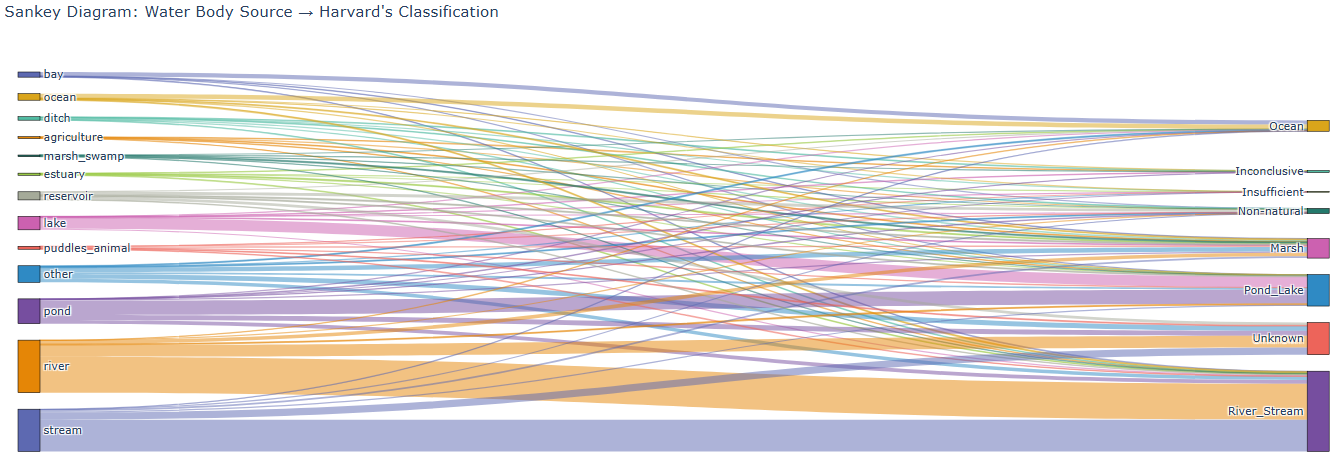 Sankey Diagram: Water Body Source → Harvard's Classification
bay
ocean
ditch
agriculture
marsh_swamp
estuary
reservoir
lake
puddles_animal
other
pond
river
stream
Ocean
Inconclusive
Insufficient
Non-natural
Marsh
Pond_Lake
Unknown
River_Stream